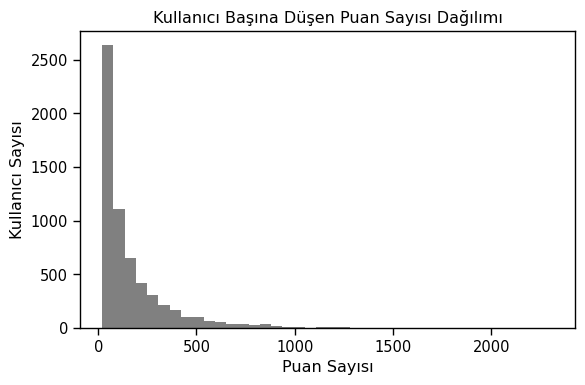 Kullanıcı Başına Düşen Puan Sayısı Dağılımı
Kullanıcı Sayısı
2500
2000
1500
1000
500
0
0 500 1000 1500 2000
Puan Sayısı